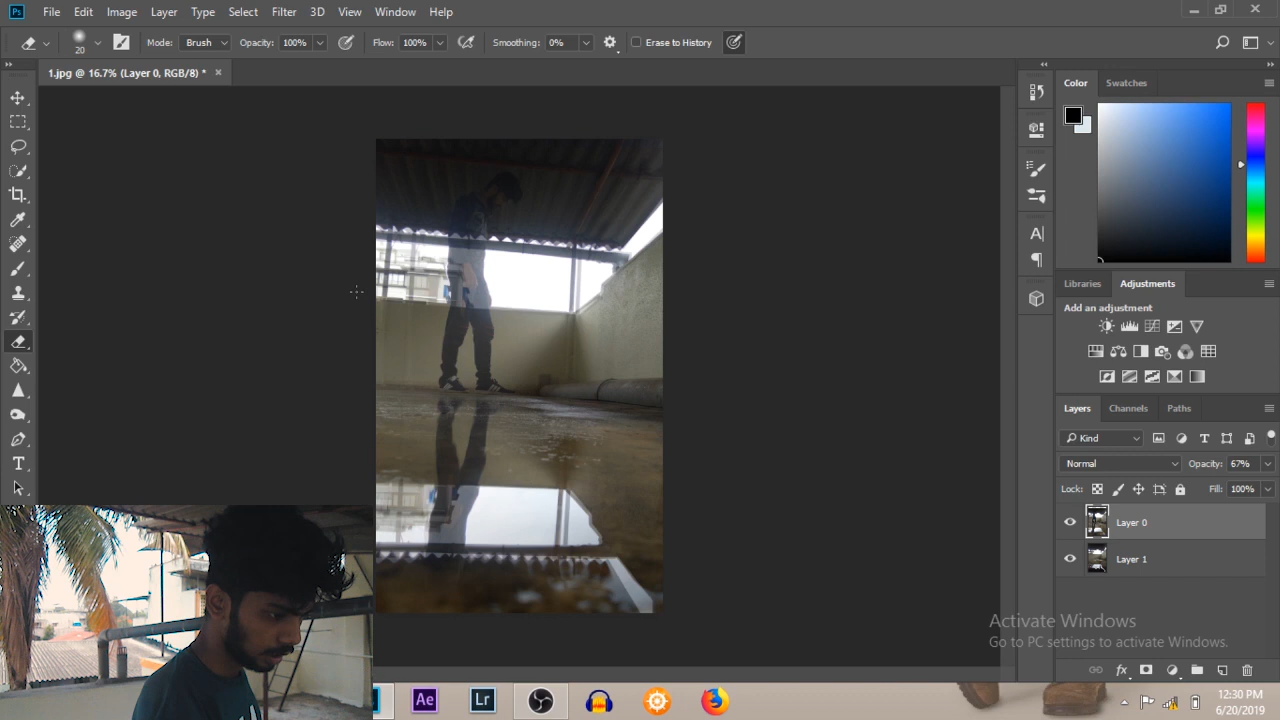 Ps File Edit Image Layer Type Select Filter 3D View Window Help
20 Mode: Brush Opacity: 100% Flow: 100% Smoothing: 0% Erase to History
1.jpg @ 16.7% (Layer 0, RGB/8) * ×
Color Swatches
Libraries Adjustments
Add an adjustment
Layers Channels Paths
Kind
Normal Opacity: 67%
Lock: Fill: 100%
Layer 0
Layer 1
Activate Windows
Go to PC settings to activate Windows.
fx
Ae Lr
12:30 PM
6/20/2019